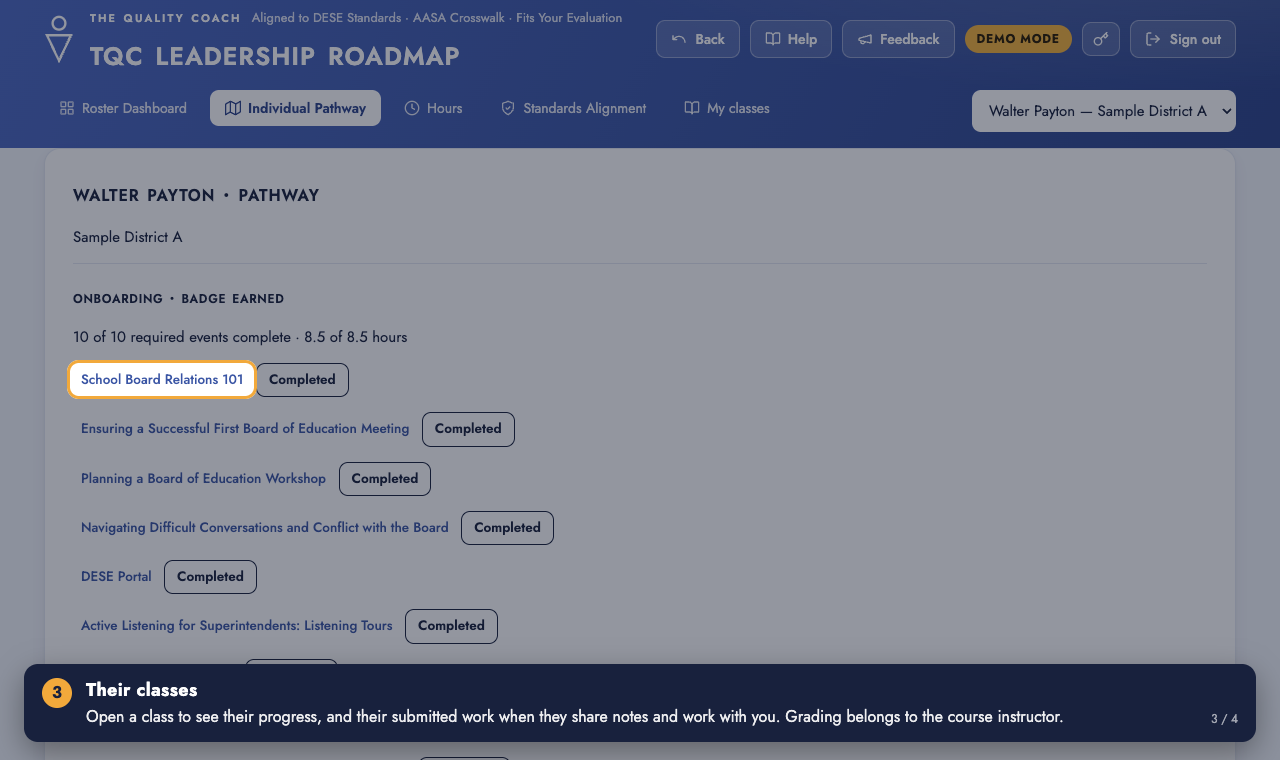 THE QUALITY COACH Aligned to DESE Standards · AASA Crosswalk · Fits Your Evaluation
TQC LEADERSHIP ROADMAP
Back
Help
Feedback
DEMO MODE
Sign out
Roster Dashboard
Individual Pathway
Hours
Standards Alignment
My classes
Walter Payton — Sample District A
WALTER PAYTON · PATHWAY
Sample District A
ONBOARDING · BADGE EARNED
10 of 10 required events complete · 8.5 of 8.5 hours
School Board Relations 101 Completed
Ensuring a Successful First Board of Education Meeting Completed
Planning a Board of Education Workshop Completed
Navigating Difficult Conversations and Conflict with the Board Completed
DESE Portal Completed
Active Listening for Superintendents: Listening Tours Completed
3 Their classes
Open a class to see their progress, and their submitted work when they share notes and work with you. Grading belongs to the course instructor.
3 / 4